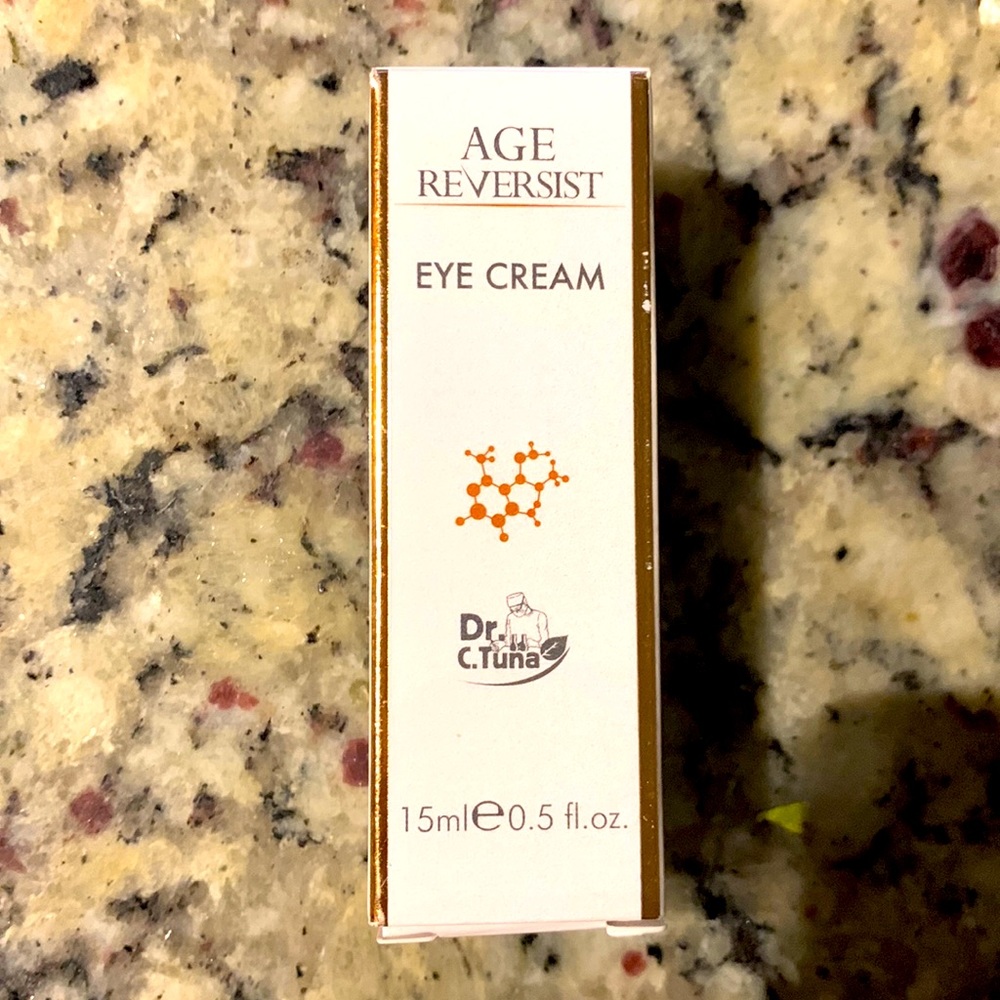 AGE
REVERSIST
EYE CREAM
Dr.
C.Tuna
15ml℮0.5 fl.oz.